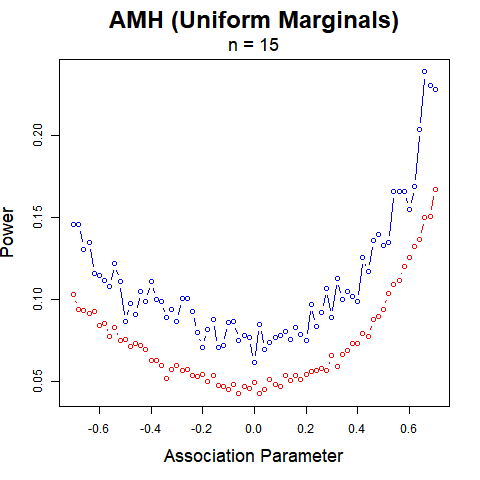 AMH (Uniform Marginals)
n = 15
Power
0.20
0.15
0.10
0.05
-0.6 -0.4 -0.2 0.0 0.2 0.4 0.6
Association Parameter